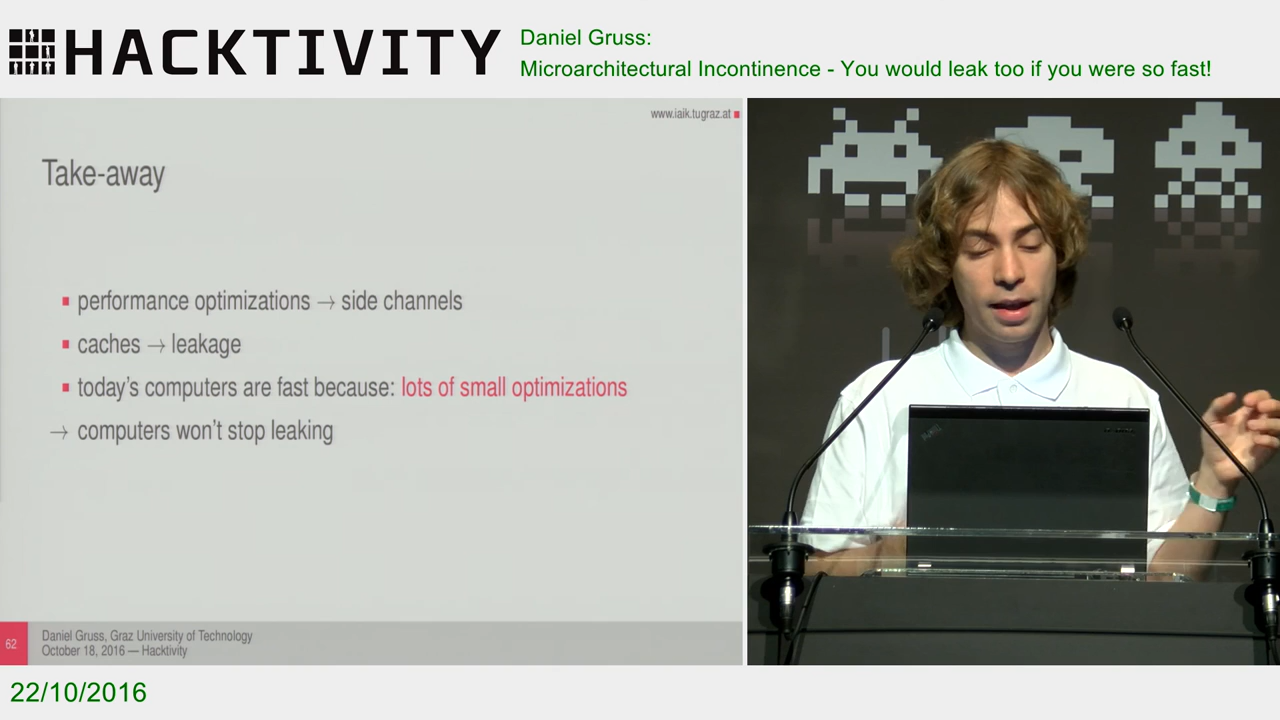 HACKTIVITY
Daniel Gruss:
Microarchitectural Incontinence - You would leak too if you were so fast!
www.iaik.tugraz.at
Take-away
performance optimizations → side channels
caches → leakage
today's computers are fast because: lots of small optimizations
→ computers won't stop leaking
62
Daniel Gruss, Graz University of Technology
October 18, 2016 — Hacktivity
22/10/2016